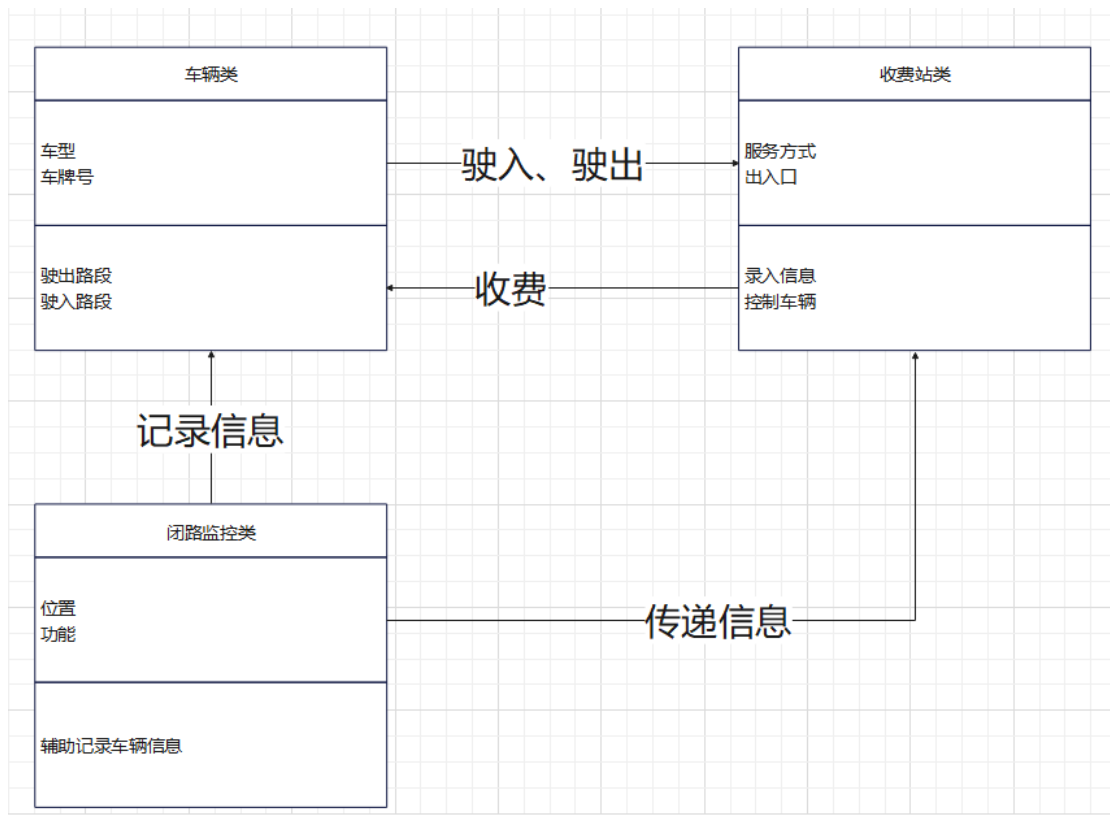 车辆类
车型
车牌号
驶出路段
驶入路段
驶入、驶出
收费
收费站类
服务方式
出入口
录入信息
控制车辆
记录信息
闭路监控类
位置
功能
辅助记录车辆信息
传递信息